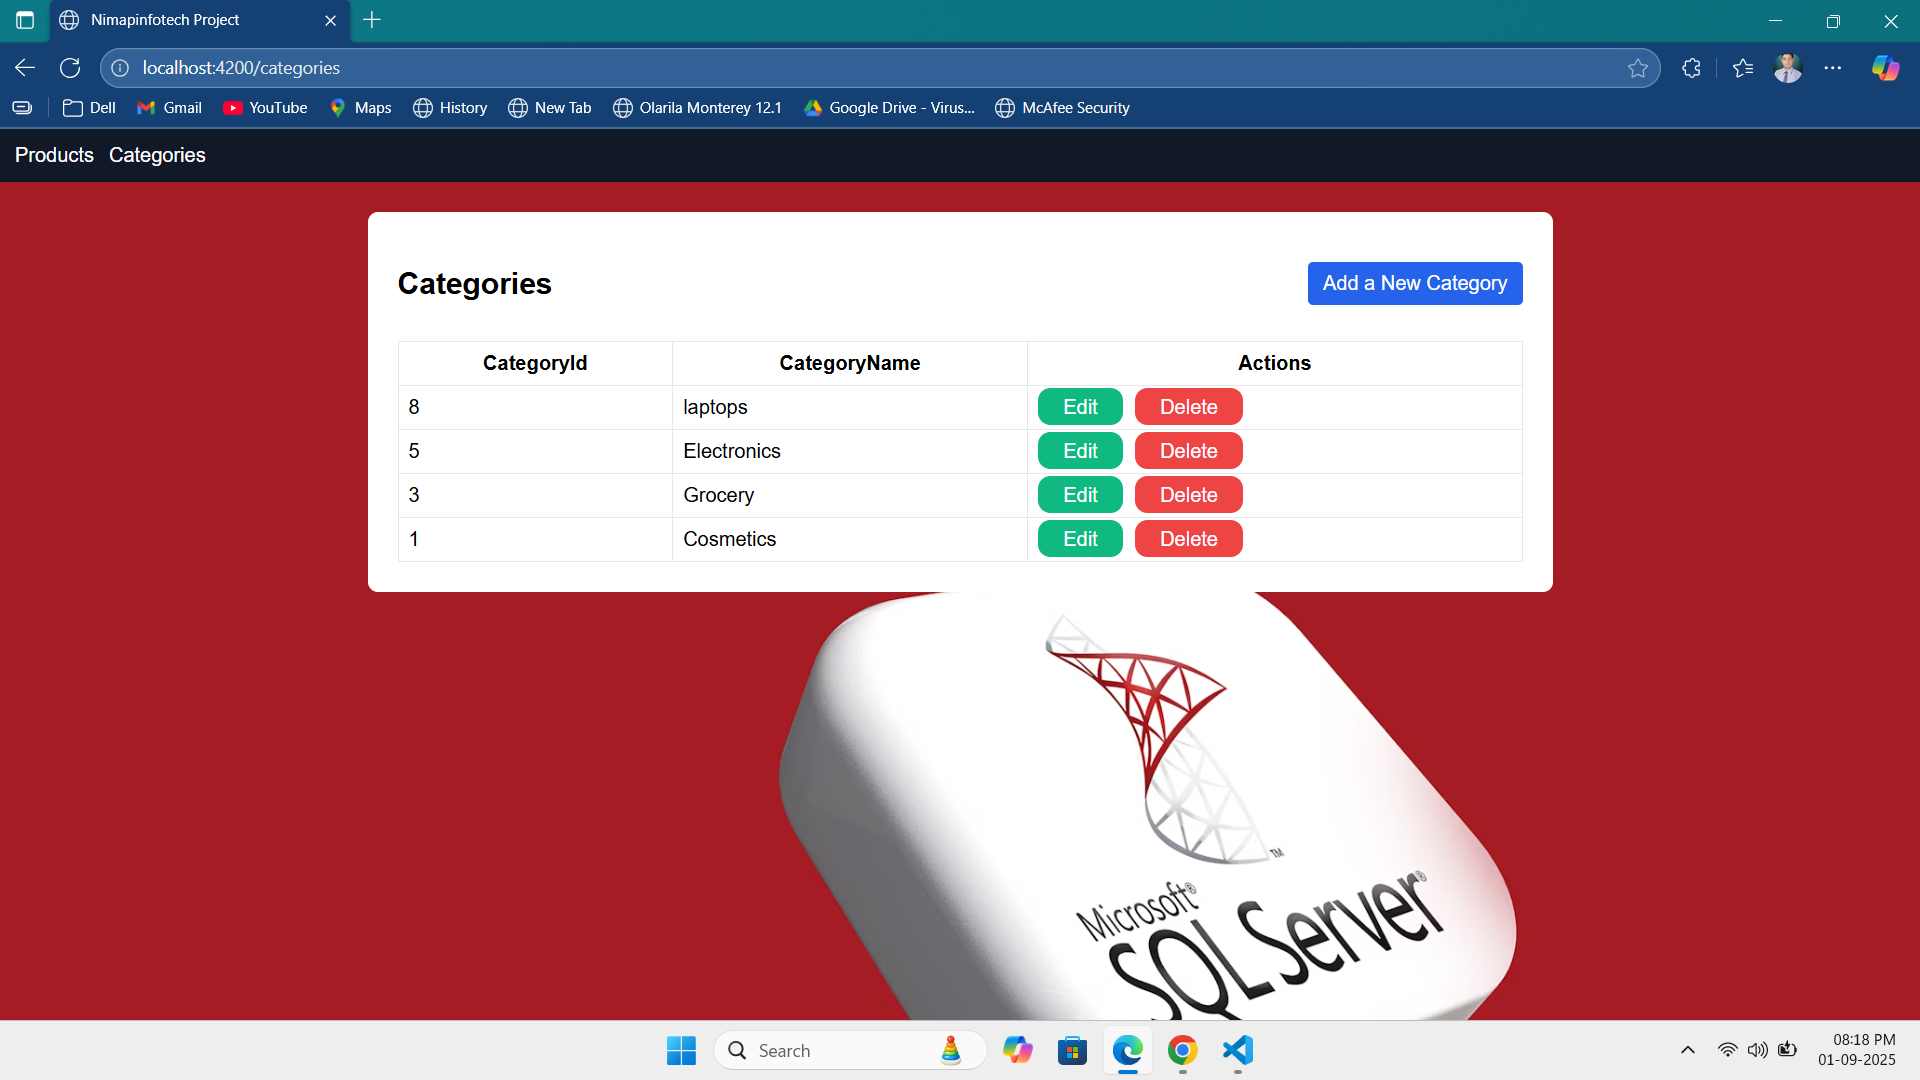 Nimapinfotech Project
localhost:4200/categories
Dell Gmail YouTube Maps History New Tab Olarila Monterey 12.1 Google Drive - Virus... McAfee Security
Products Categories
Categories Add a New Category
CategoryId CategoryName Actions
8 laptops Edit Delete
5 Electronics Edit Delete
3 Grocery Edit Delete
1 Cosmetics Edit Delete
TM
Microsoft®
SQL Server®
Search
08:18 PM
01-09-2025